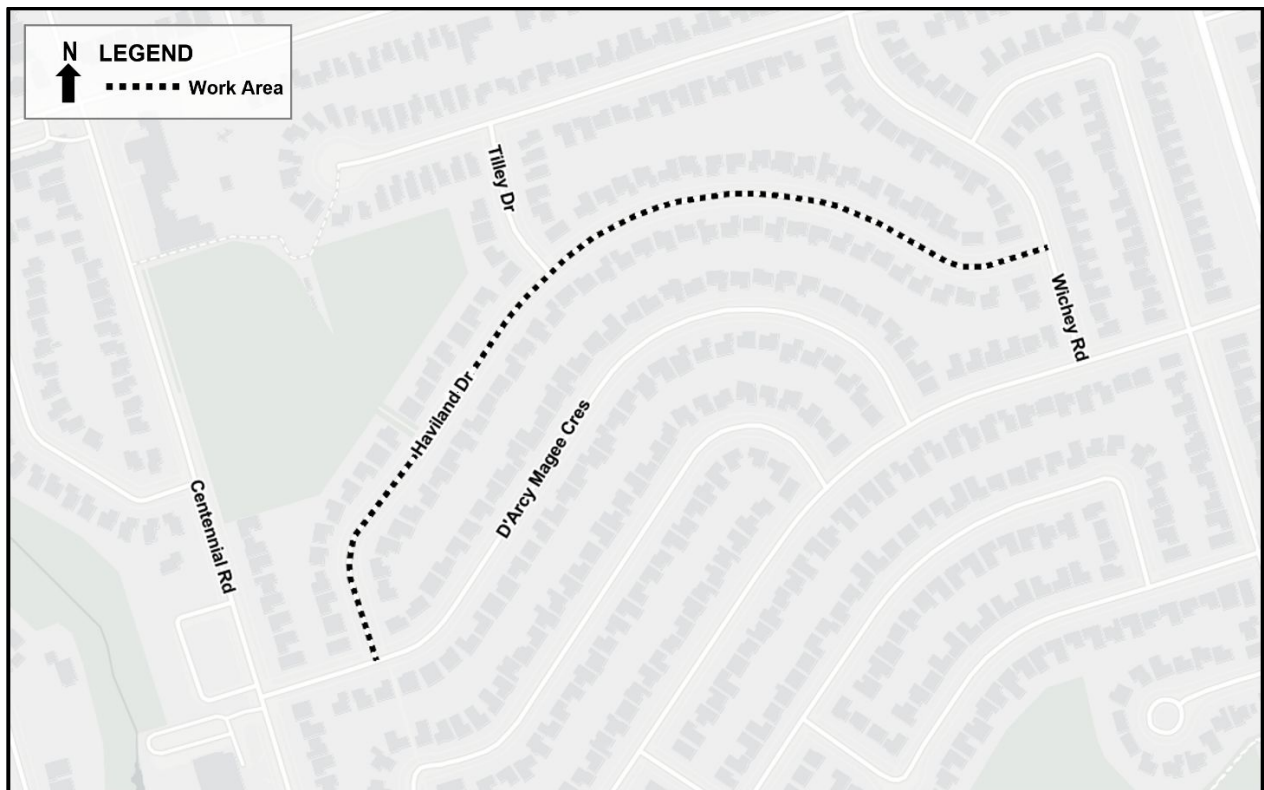 N LEGEND
Work Area
Tilley Dr
Haviland Dr
Wichey Rd
D'Arcy Magee Cres
Centennial Rd